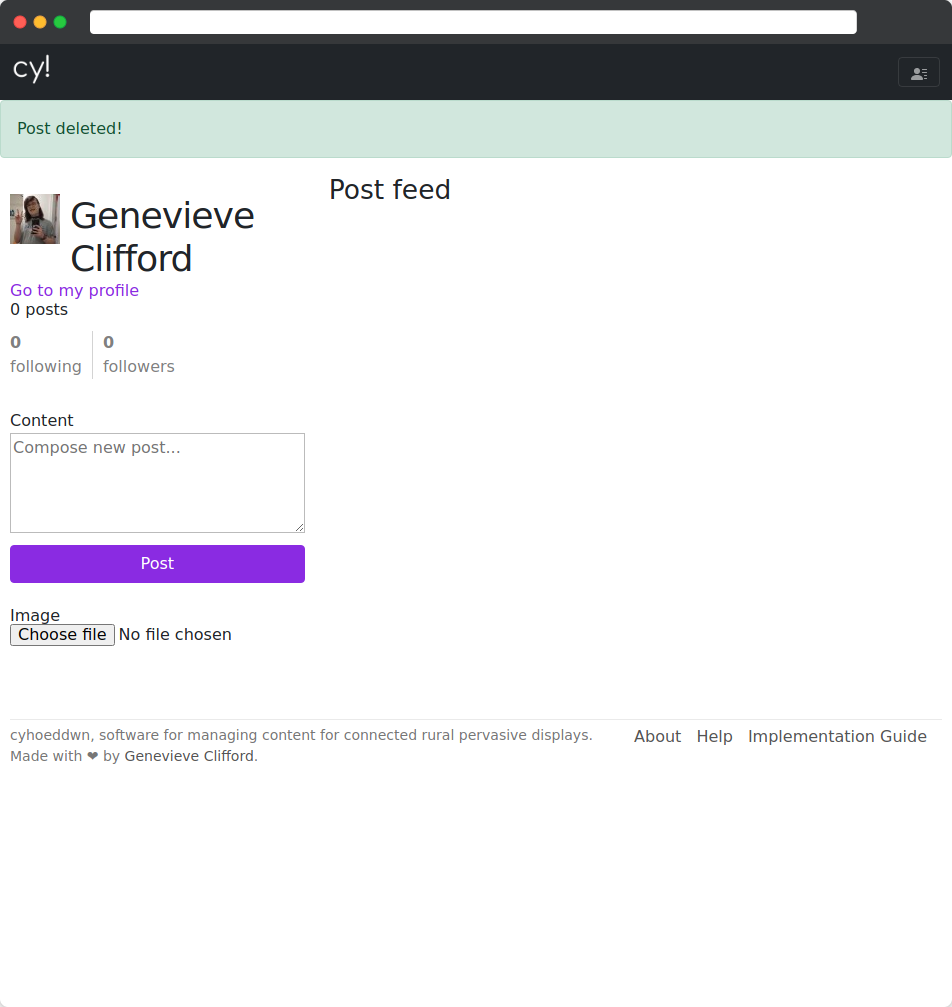 cy!
Post deleted!
Genevieve
Clifford
Go to my profile
0 posts
0
following
0
followers
Content
Compose new post...
Post
Image
Choose file No file chosen
Post feed
cyhoeddwn, software for managing content for connected rural pervasive displays.
Made with ❤ by Genevieve Clifford.
About Help Implementation Guide